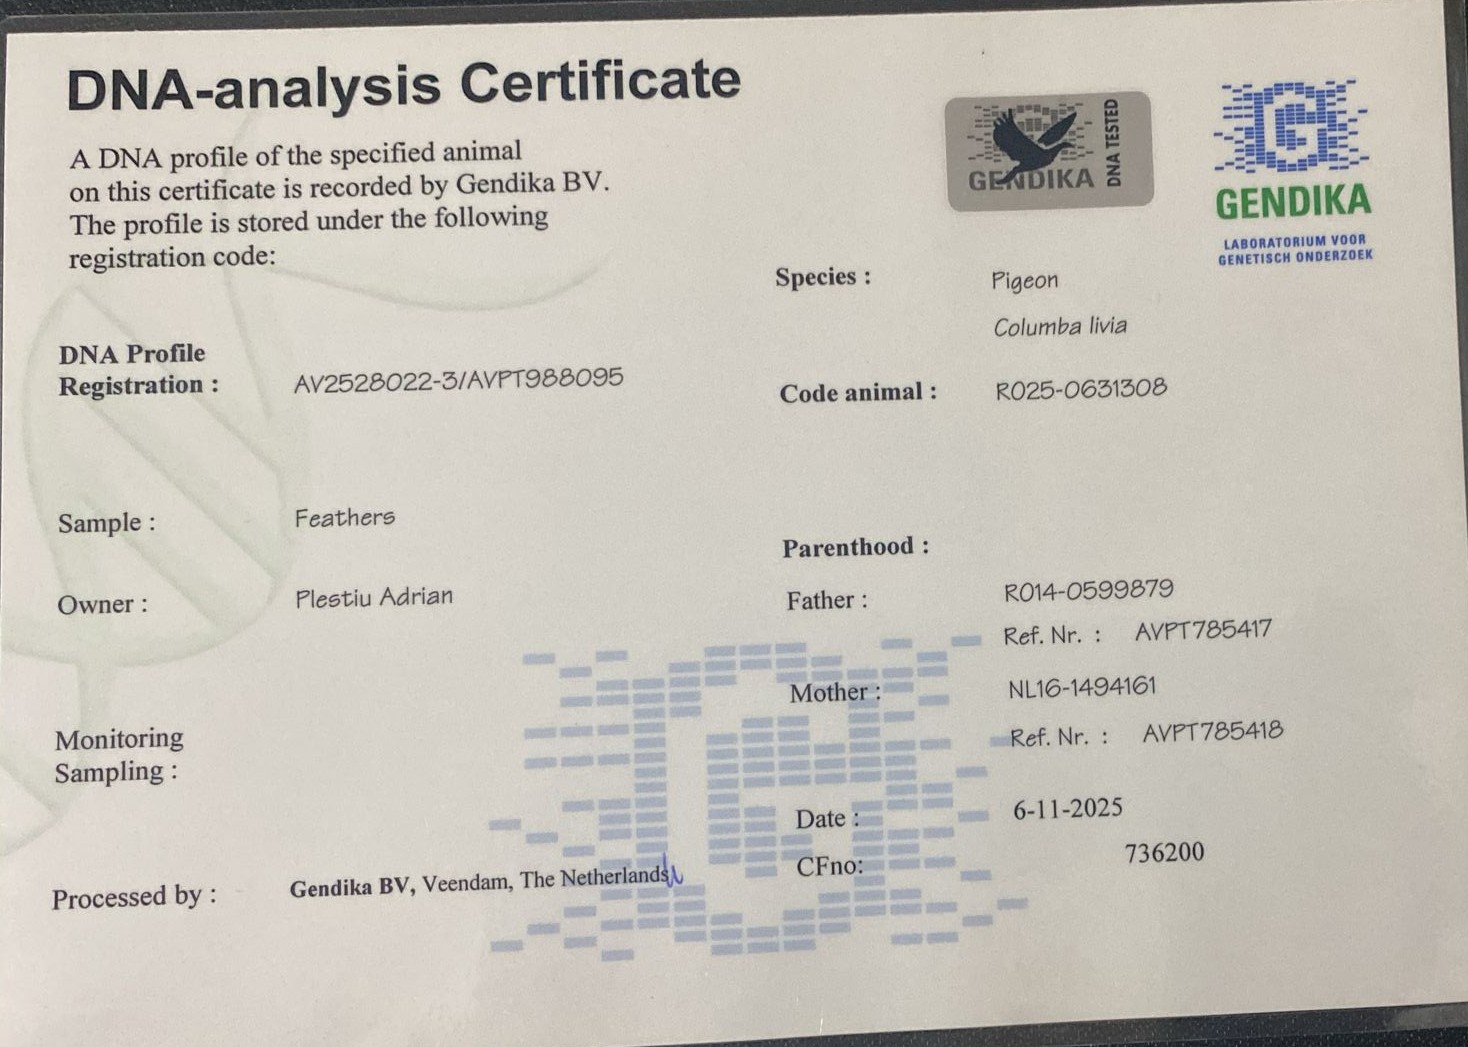 DNA-analysis Certificate
A DNA profile of the specified animal
on this certificate is recorded by Gendika BV.
The profile is stored under the following
registration code:
GENDIKA
DNA TESTED
GENDIKA
LABORATORIUM VOOR
GENETISCH ONDERZOEK
Species : Pigeon
Columba livia
DNA Profile
Registration : AV2528022-3/AVPT988095
Code animal : RO25-0631308
Sample : Feathers
Owner : Plestiu Adrian
Parenthood :
Father : RO14-0599879
Ref. Nr. : AVPT785417
Mother : NL16-1494161
Ref. Nr. : AVPT785418
Monitoring
Sampling :
Date : 6-11-2025
CFno: 736200
Processed by : Gendika BV, Veendam, The Netherlands